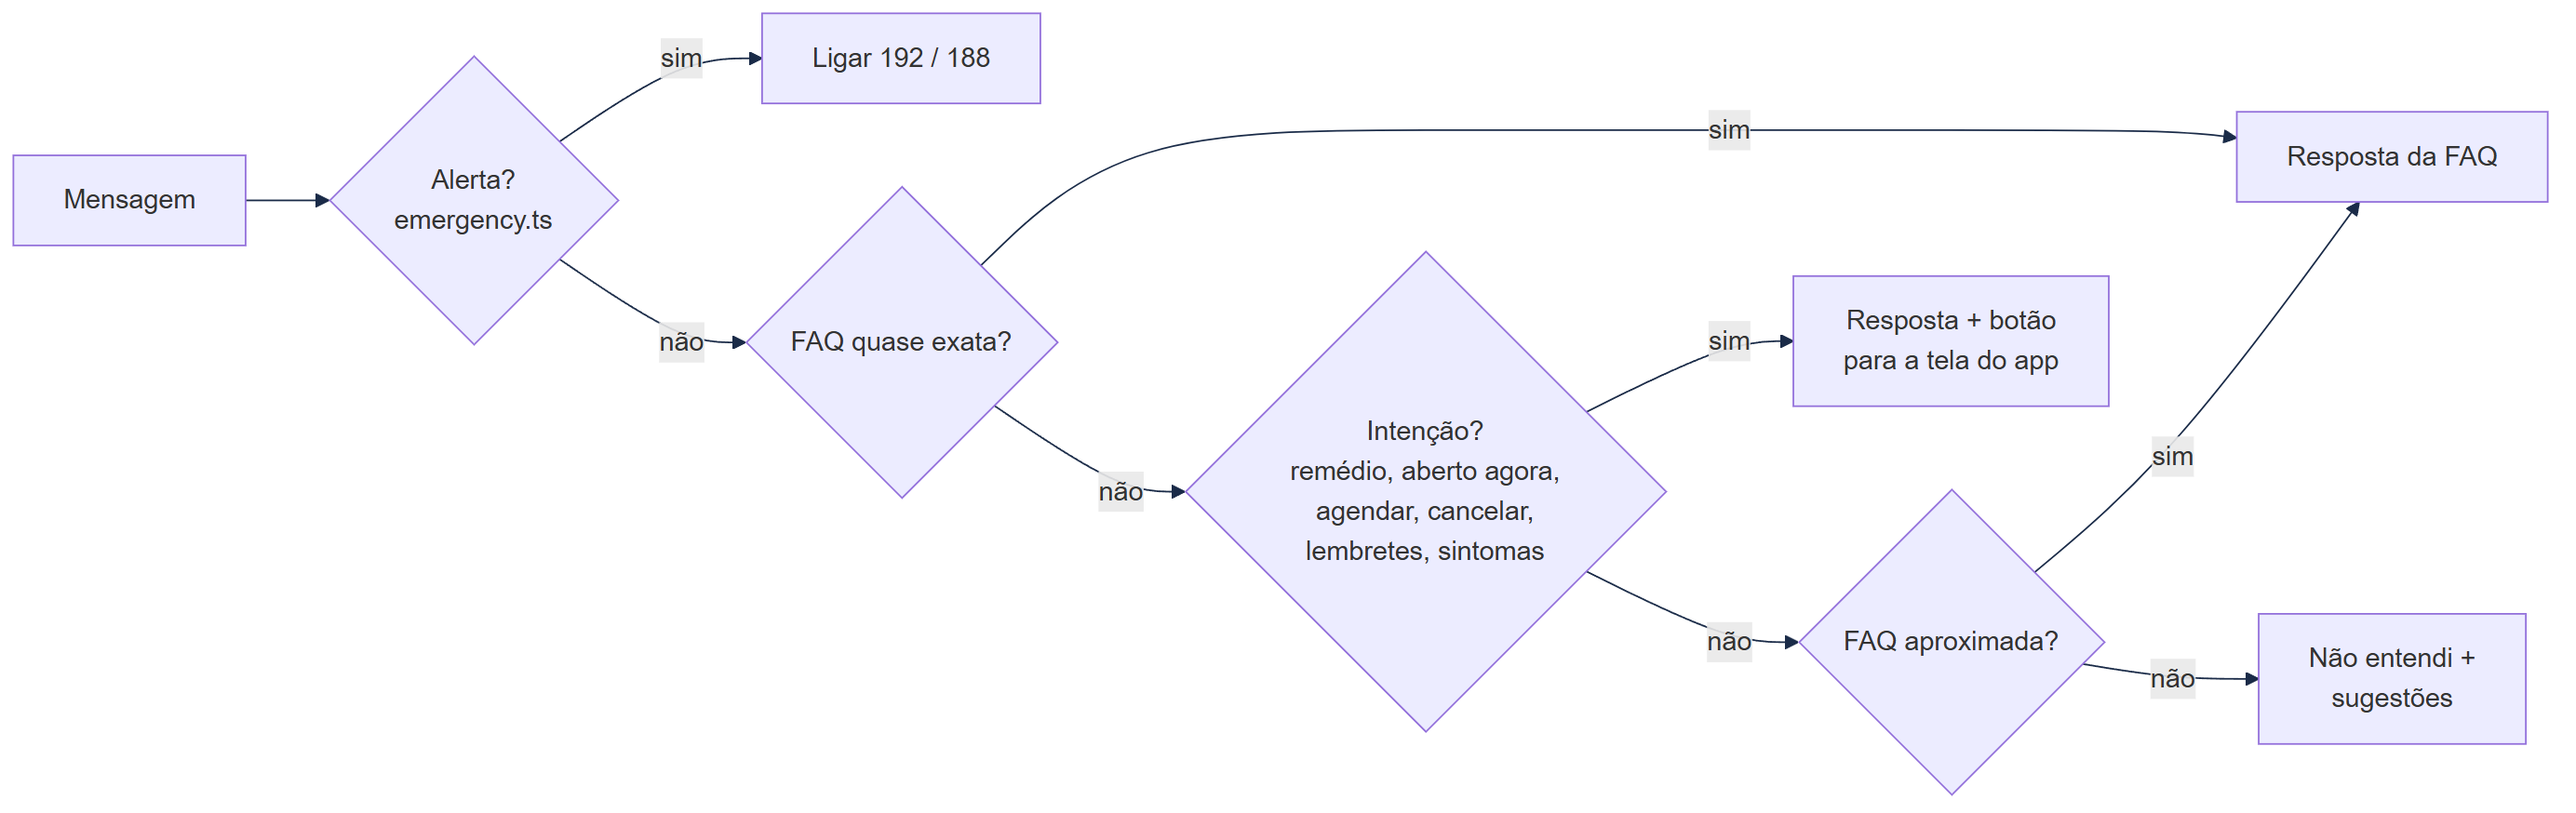 Mensagem
Alerta?
emergency.ts
sim
Ligar 192 / 188
não
FAQ quase exata?
sim
Resposta da FAQ
não
Intenção?
remédio, aberto agora,
agendar, cancelar,
lembretes, sintomas
sim
Resposta + botão
para a tela do app
não
FAQ aproximada?
sim
não
Não entendi +
sugestões